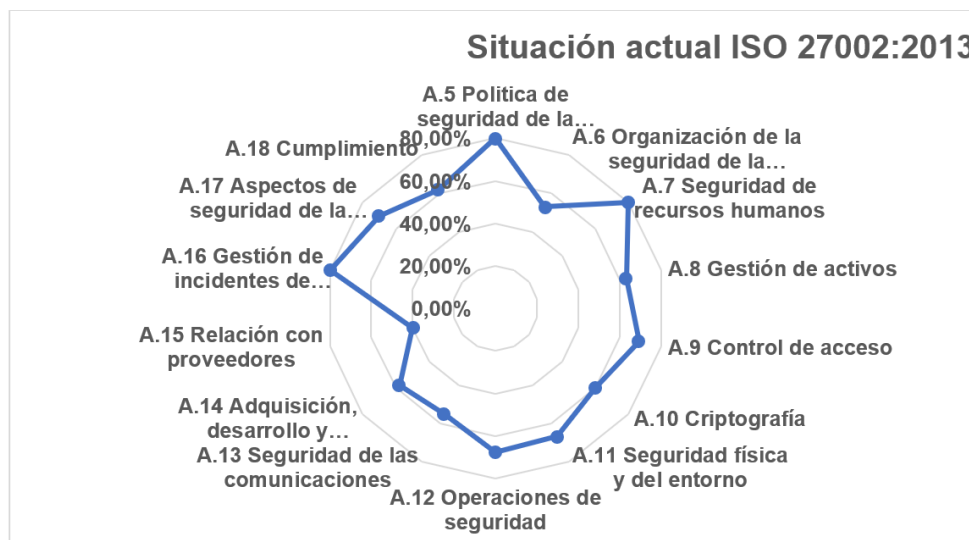 Situación actual ISO 27002:2013
A.5 Politica de
seguridad de la...
A.6 Organización de la
seguridad de la...
A.7 Seguridad de
recursos humanos
A.8 Gestión de activos
A.9 Control de acceso
A.10 Criptografía
A.11 Seguridad física
y del entorno
A.12 Operaciones de
seguridad
A.13 Seguridad de las
comunicaciones
A.14 Adquisición,
desarrollo y...
A.15 Relación con
proveedores
A.16 Gestión de
incidentes de...
A.17 Aspectos de
seguridad de la...
A.18 Cumplimiento
80,00%
60,00%
40,00%
20,00%
0,00%